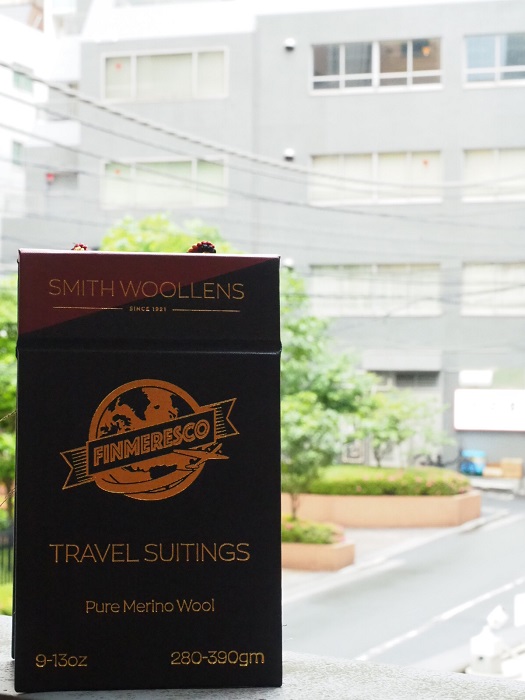 SMITH WOOLLENS
SINCE 1921
FINMERESCO
TRAVEL SUITINGS
Pure Merino Wool
9-13oz 280-390gm